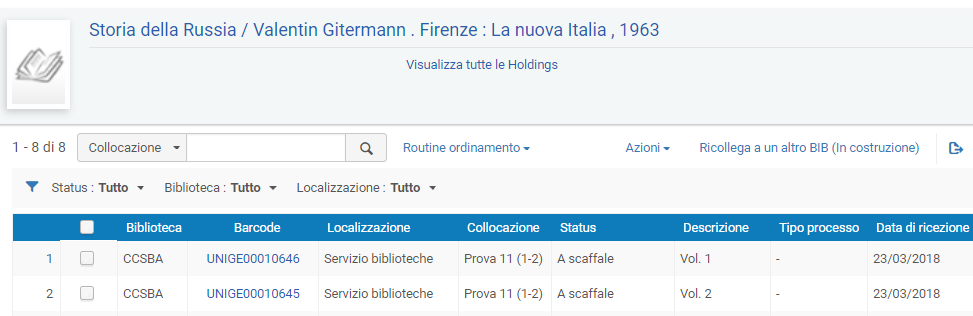 Storia della Russia / Valentin Gitermann . Firenze : La nuova Italia , 1963
Visualizza tutte le Holdings
1 - 8 di 8 Collocazione Routine ordinamento Azioni Ricollega a un altro BIB (In costruzione)
Status : Tutto Biblioteca : Tutto Localizzazione : Tutto
Biblioteca Barcode Localizzazione Collocazione Status Descrizione Tipo processo Data di ricezione
1 CCSBA UNIGE00010646 Servizio biblioteche Prova 11 (1-2) A scaffale Vol. 1 - 23/03/2018
2 CCSBA UNIGE00010645 Servizio biblioteche Prova 11 (1-2) A scaffale Vol. 2 - 23/03/2018